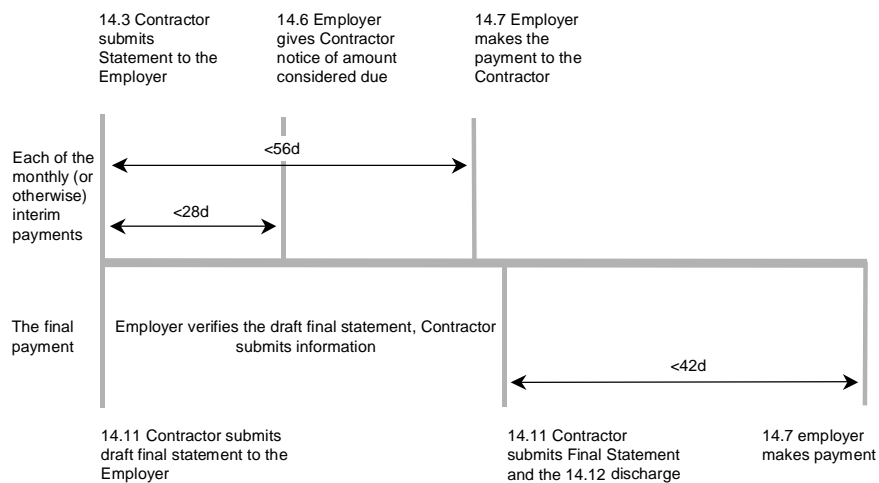 14.3 Contractor
submits
Statement to the
Employer
14.6 Employer
gives Contractor
notice of amount
considered due
14.7 Employer
makes the
payment to the
Contractor
Each of the
monthly (or
otherwise)
interim
payments
<56d
<28d
The final
payment
Employer verifies the draft final statement, Contractor
submits information
<42d
14.11 Contractor submits
draft final statement to the
Employer
14.11 Contractor
submits Final Statement
and the 14.12 discharge
14.7 employer
makes payment